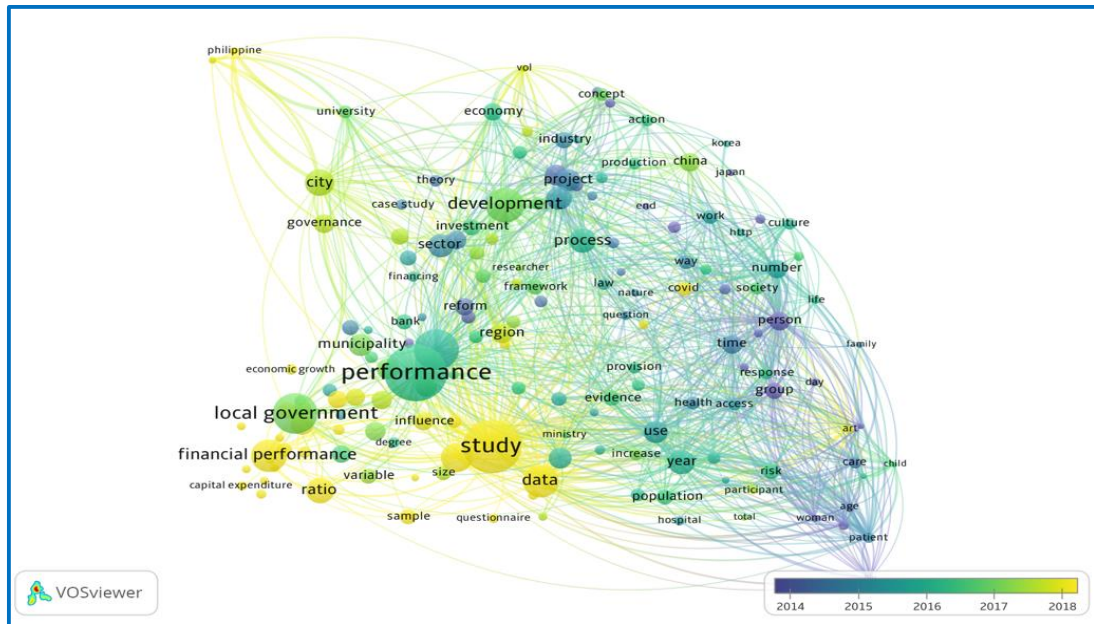 philippine
vol
concept
university
economy
action
industry
korea
production
china
japan
city
theory
project
case study
development
end
work
culture
governance
investment
http
sector
process
way
number
researcher
financing
framework
law
covid
society
nature
life
reform
question
person
bank
region
municipality
time
family
economic growth
performance
provision
response
day
group
local government
influence
evidence
health
access
art
degree
ministry
use
study
financial performance
increase
year
care
child
variable
size
risk
capital expenditure
ratio
data
population
participant
age
sample
questionnaire
hospital
total
woman
patient
VOSviewer
2014 2015 2016 2017 2018